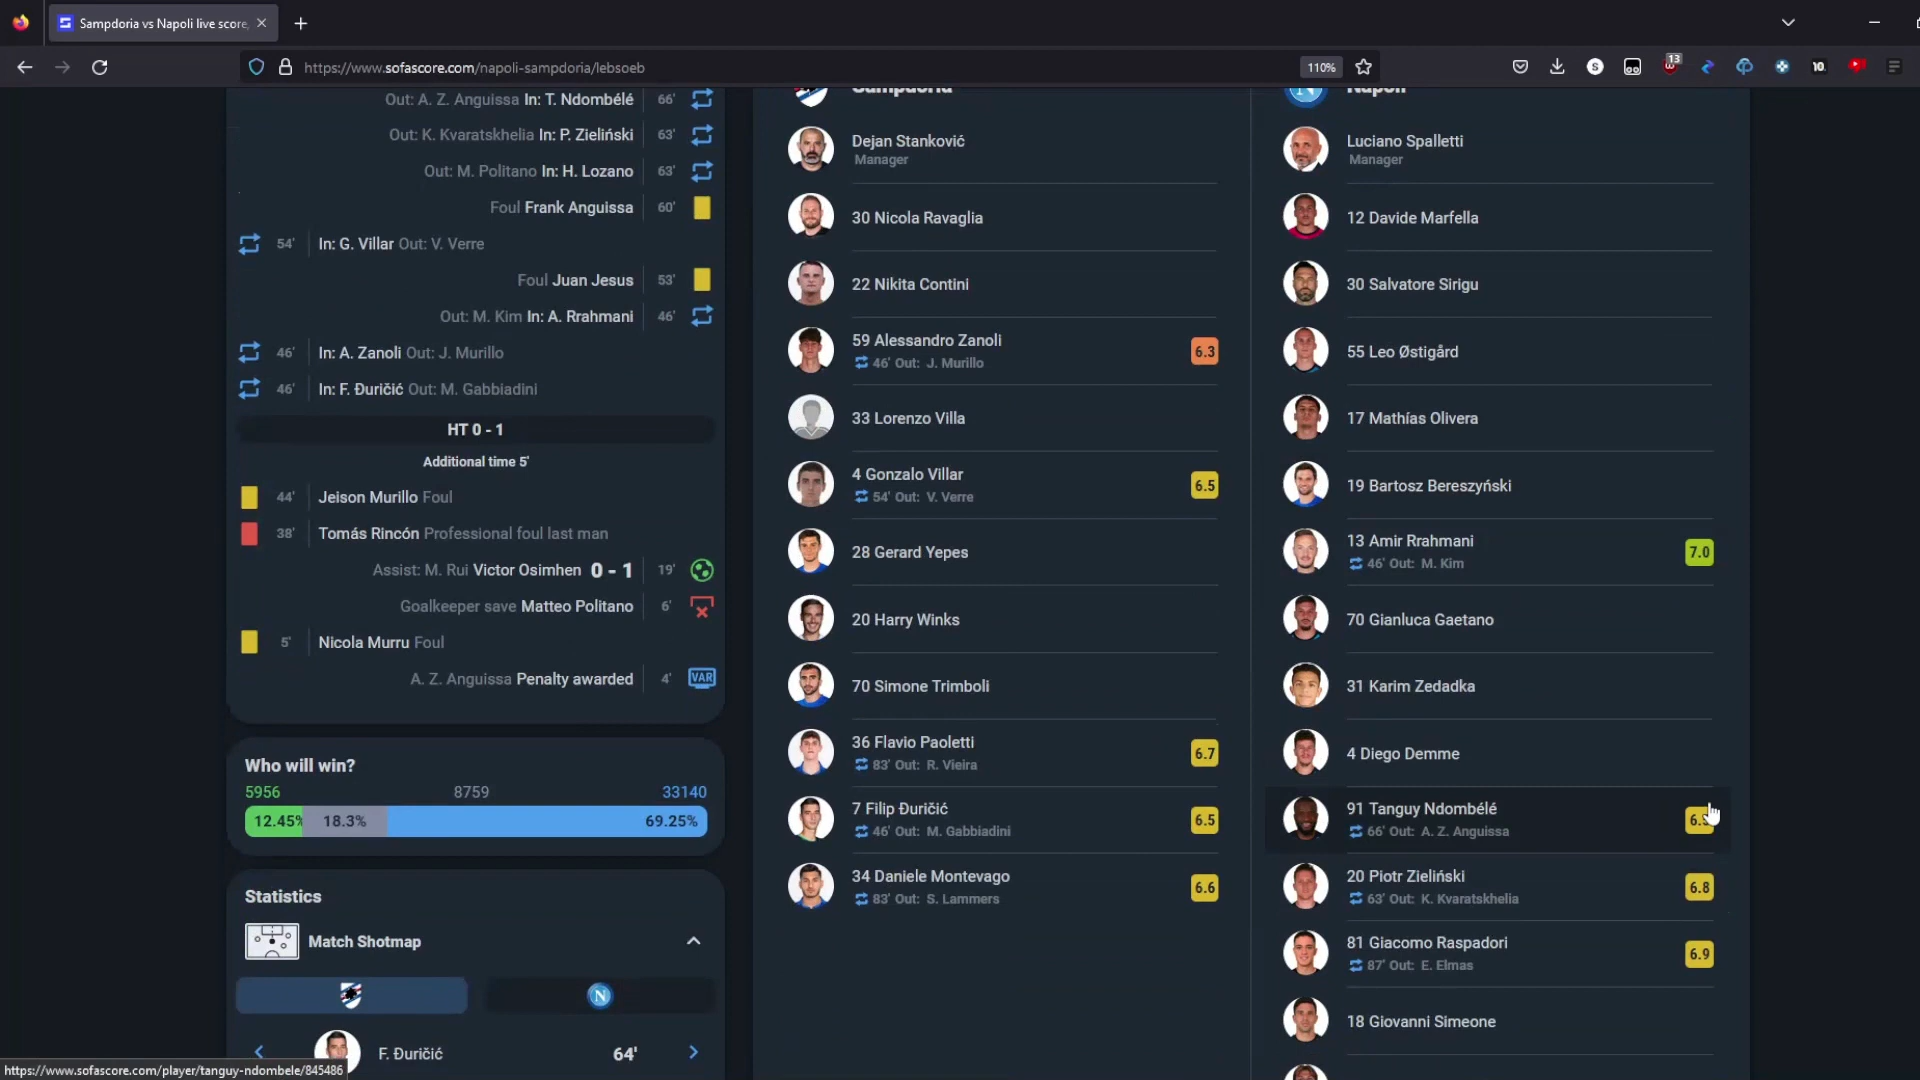 Sampdoria vs Napoli live score,
https://www.sofascore.com/napoli-sampdoria/lebsoeb
110%
13
10.
Out: A. Z. Anguissa In: T. Ndombélé 66'
Out: K. Kvaratskhelia In: P. Zieliński 63'
Out: M. Politano In: H. Lozano 63'
Foul Frank Anguissa 60'
54' In: G. Villar Out: V. Verre
Foul Juan Jesus 53'
Out: M. Kim In: A. Rrahmani 46'
46' In: A. Zanoli Out: J. Murillo
46' In: F. Đuričić Out: M. Gabbiadini
HT 0 - 1
Additional time 5'
44' Jeison Murillo Foul
38' Tomás Rincón Professional foul last man
Assist: M. Rui Victor Osimhen 0 - 1 19'
Goalkeeper save Matteo Politano 6'
5' Nicola Murru Foul
A. Z. Anguissa Penalty awarded 4' VAR
Who will win?
5956 8759 33140
12.45% 18.3% 69.25%
Statistics
Match Shotmap
N
F. Đuričić 64'
Sampdoria
Dejan Stanković
Manager
30 Nicola Ravaglia
22 Nikita Contini
59 Alessandro Zanoli
46' Out: J. Murillo
6.3
33 Lorenzo Villa
4 Gonzalo Villar
54' Out: V. Verre
6.5
28 Gerard Yepes
20 Harry Winks
70 Simone Trimboli
36 Flavio Paoletti
83' Out: R. Vieira
6.7
7 Filip Đuričić
46' Out: M. Gabbiadini
6.5
34 Daniele Montevago
83' Out: S. Lammers
6.6
Napoli
Luciano Spalletti
Manager
12 Davide Marfella
30 Salvatore Sirigu
55 Leo Østigård
17 Mathías Olivera
19 Bartosz Bereszyński
13 Amir Rrahmani
46' Out: M. Kim
7.0
70 Gianluca Gaetano
31 Karim Zedadka
4 Diego Demme
91 Tanguy Ndombélé
66' Out: A. Z. Anguissa
20 Piotr Zieliński
63' Out: K. Kvaratskhelia
6.8
81 Giacomo Raspadori
87' Out: E. Elmas
6.9
18 Giovanni Simeone
https://www.sofascore.com/player/tanguy-ndombele/845486